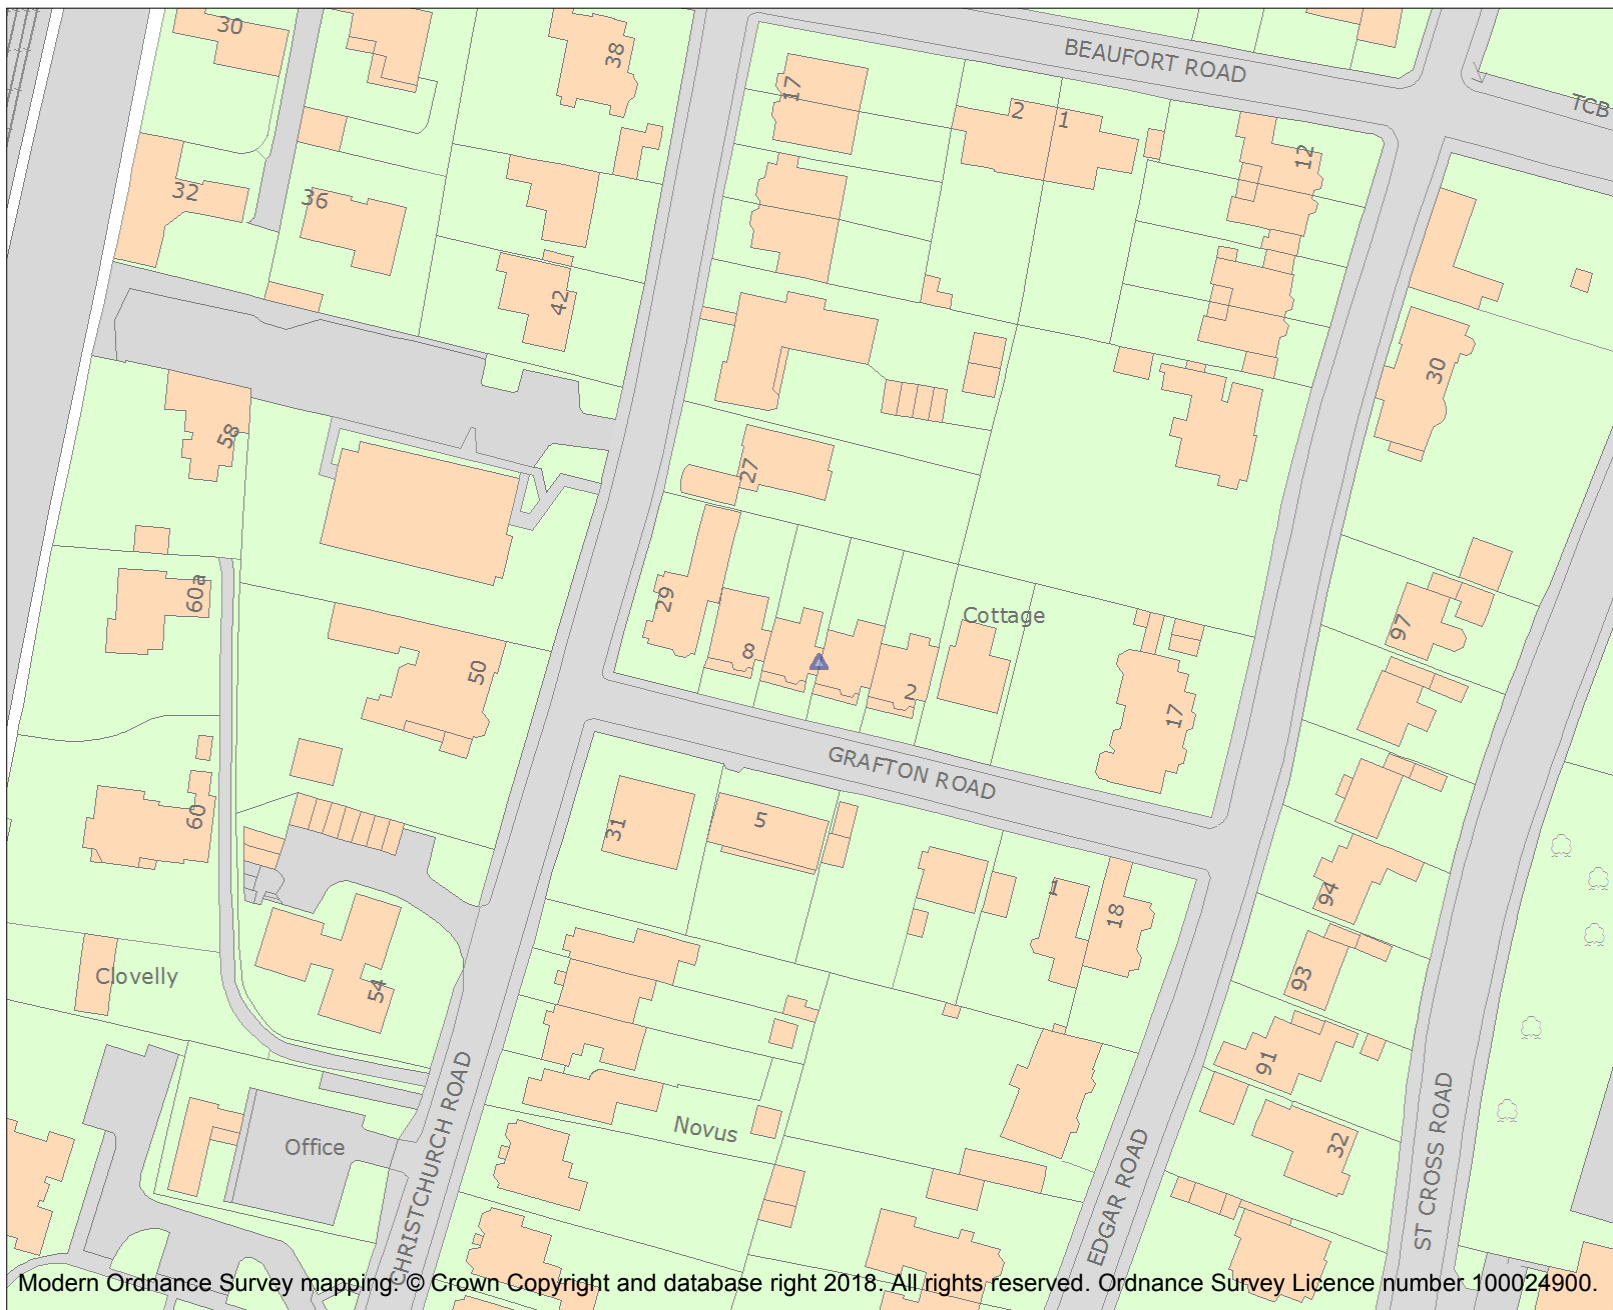 30
38
BEAUFORT ROAD
17
TCB
2
1
12
32
36
42
30
58
27
60a
29
Cottage
97
8
50
2
17
GRAFTON ROAD
60
31
5
1
94
18
Clovelly
54
93
91
Novus
Office
32
CHRISTCHURCH ROAD
EDGAR ROAD
ST CROSS ROAD
Modern Ordnance Survey mapping: © Crown Copyright and database right 2018. All rights reserved. Ordnance Survey Licence number 100024900.